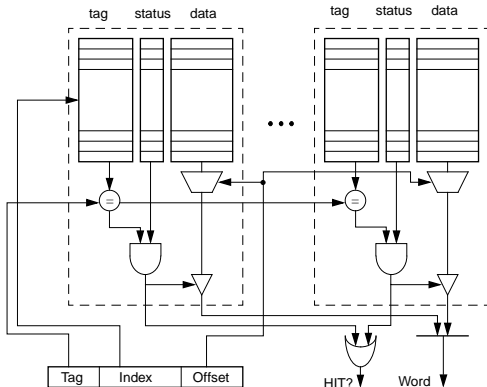 tag status data tag status data
= =
Tag Index Offset
HIT? Word